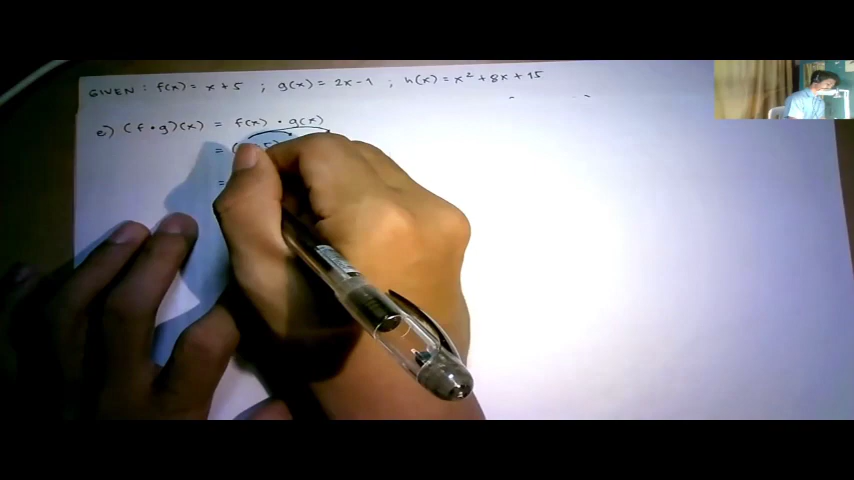 GIVEN: f(x) = x+5 ; g(x) = 2x-1 ; h(x) = x² + 8x + 15
e) (f • g)(x) = f(x) • g(x)
= (
=